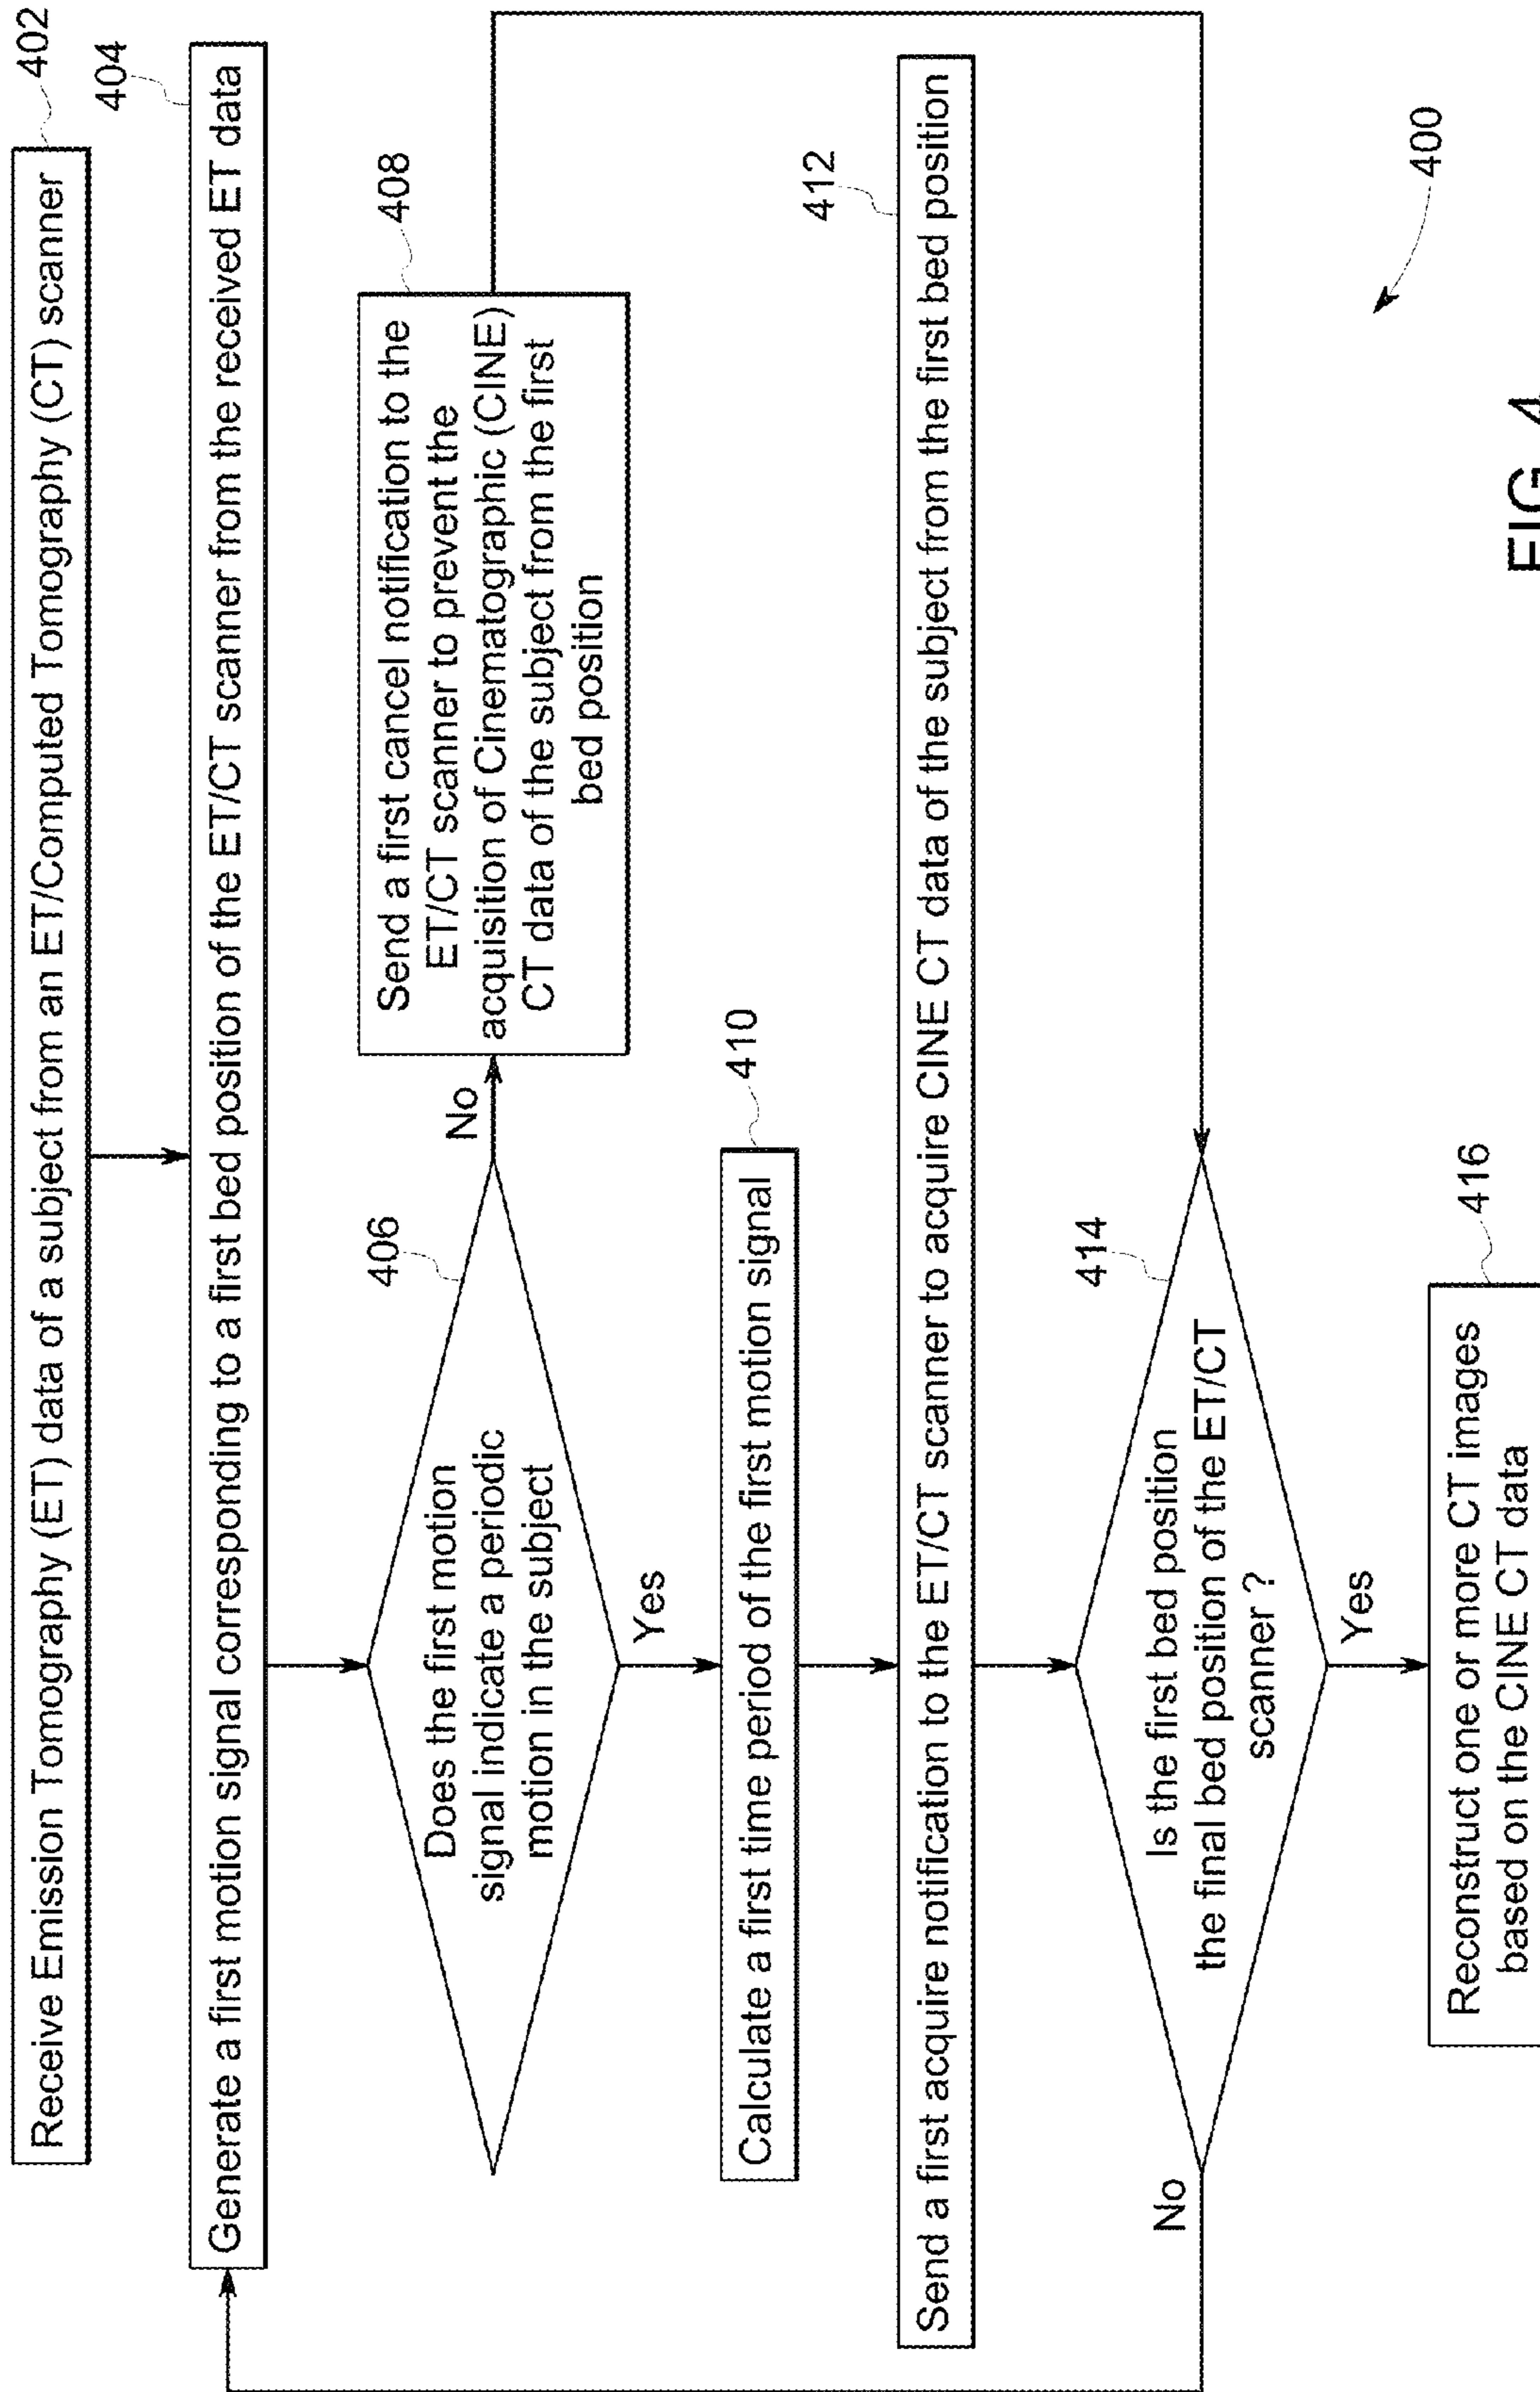 402
Receive Emission Tomography (ET) data of a subject from an ET/Computed Tomography (CT) scanner
404
Generate a first motion signal corresponding to a first bed position of the ET/CT scanner from the received ET data
406
Does the first motion
signal indicate a periodic
motion in the subject
No
408
Send a first cancel notification to the
ET/CT scanner to prevent the
acquisition of Cinematographic (CINE)
CT data of the subject from the first
bed position
Yes
410
Calculate a first time period of the first motion signal
412
Send a first acquire notification to the ET/CT scanner to acquire CINE CT data of the subject from the first bed position
414
Is the first bed position
the final bed position of the ET/CT
scanner ?
No
Yes
416
Reconstruct one or more CT images
based on the CINE CT data
400
FIG. 4